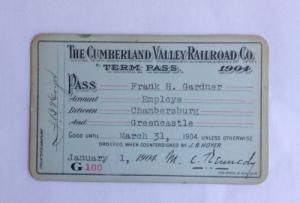 THE CUMBERLAND VALLEY RAILROAD CO.
TERM PASS. 1904
PASS Frank H. Gardner
Account Employe
Between Chambersburg
And Greencastle
GOOD UNTIL March 31, 1904, UNLESS OTHERWISE
ORDERED, WHEN COUNTERSIGNED BY J. B. HOYER.
January 1, 1904 M. C. Kennedy
G 100